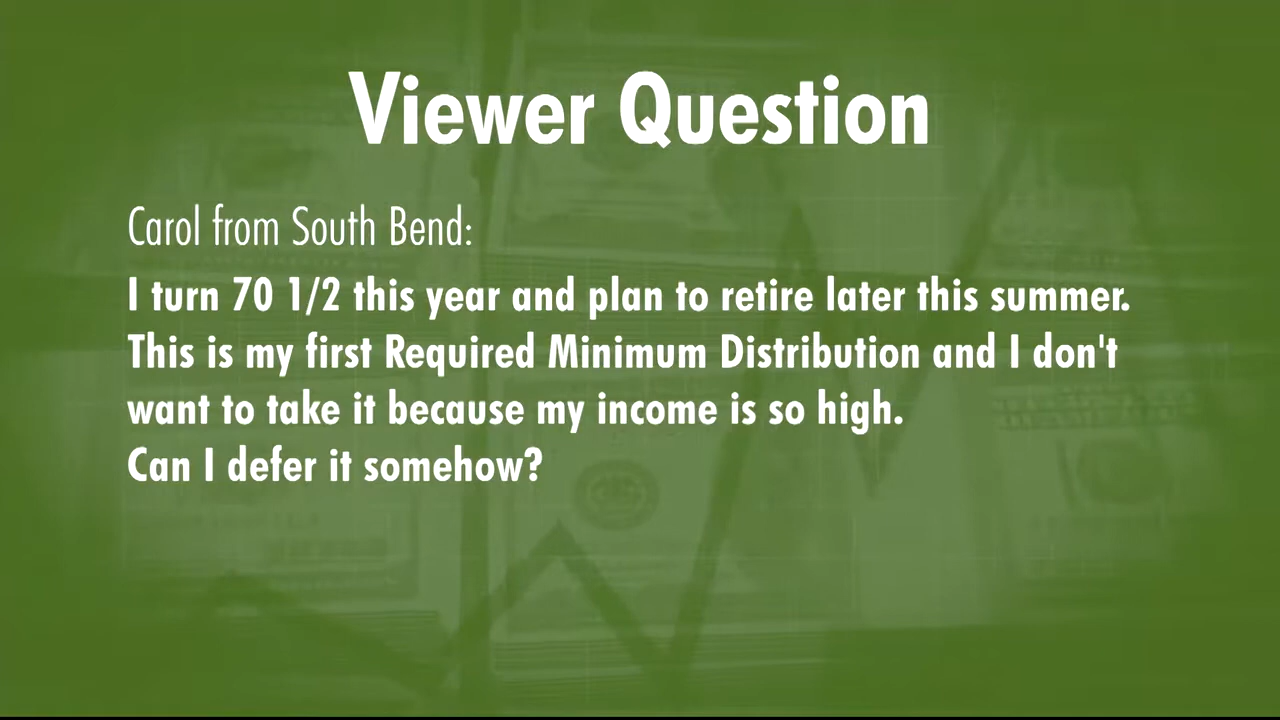 Viewer Question
Carol from South Bend:
I turn 70 1/2 this year and plan to retire later this summer.
This is my first Required Minimum Distribution and I don't
want to take it because my income is so high.
Can I defer it somehow?